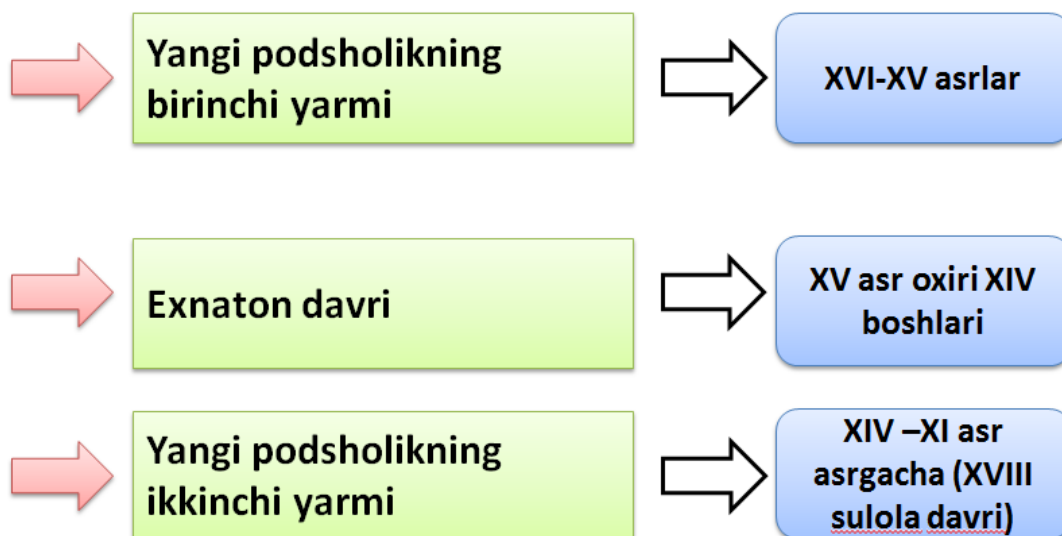 Yangi podsholikning
birinchi yarmi
XVI-XV asrlar
Exnaton davri
XV asr oxiri XIV
boshlari
Yangi podsholikning
ikkinchi yarmi
XIV –XI asr
asrgacha (XVIII
sulola davri)